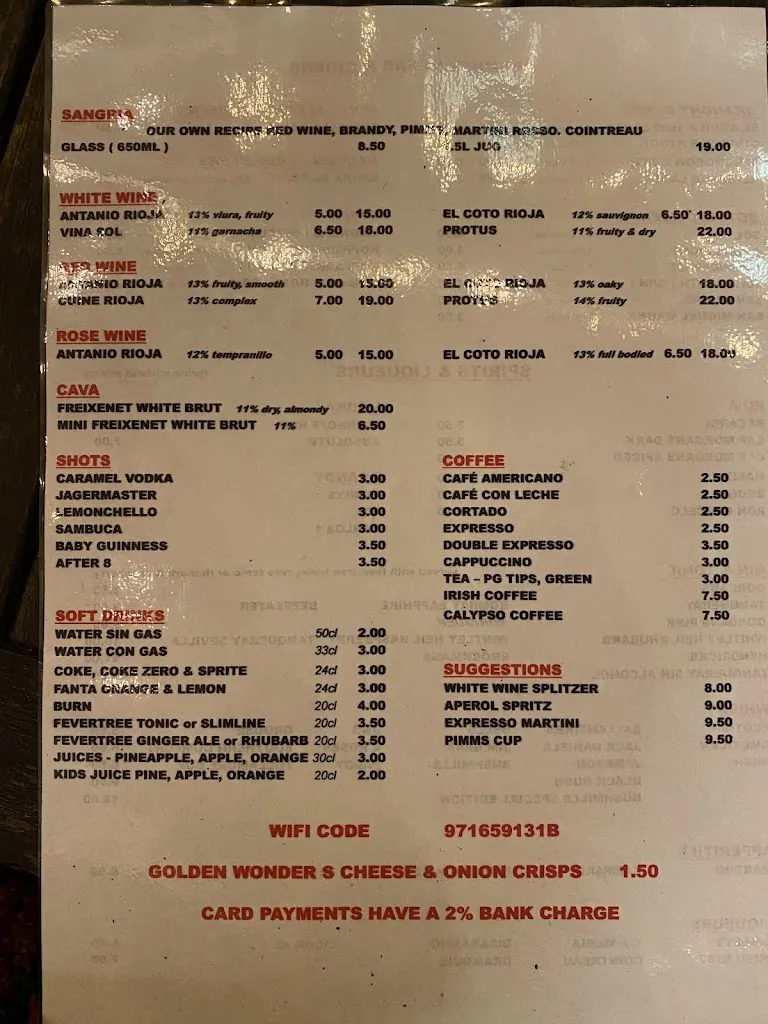 SANGRIA
OUR OWN RECIPE RED WINE, BRANDY, PIMMS, MARTINI ROSSO. COINTREAU
GLASS ( 650ML ) 8.50 .5L JUG 19.00
WHITE WINE
ANTANIO RIOJA 13% viura, fruity 5.00 15.00 EL COTO RIOJA 12% sauvignon 6.50 18.00
VINA SOL 11% garnacha 6.50 18.00 PROTUS 11% fruity & dry 22.00
RED WINE
ANTANIO RIOJA 13% fruity, smooth 5.00 15.00 EL COTO RIOJA 13% oaky 18.00
CUINE RIOJA 13% complex 7.00 19.00 PROTUS 14% fruity 22.00
ROSE WINE
ANTANIO RIOJA 12% tempranillo 5.00 15.00 EL COTO RIOJA 13% full bodied 6.50 18.00
CAVA
FREIXENET WHITE BRUT 11% dry, almondy 20.00
MINI FREIXENET WHITE BRUT 11% 6.50
SHOTS
CARAMEL VODKA 3.00
JAGERMASTER 3.00
LEMONCHELLO 3.00
SAMBUCA 3.00
BABY GUINNESS 3.50
AFTER 8 3.50
COFFEE
CAFÉ AMERICANO 2.50
CAFÉ CON LECHE 2.50
CORTADO 2.50
EXPRESSO 2.50
DOUBLE EXPRESSO 3.50
CAPPUCCINO 3.00
TEA – PG TIPS, GREEN 3.00
IRISH COFFEE 7.50
CALYPSO COFFEE 7.50
SOFT DRINKS
WATER SIN GAS 50cl 2.00
WATER CON GAS 33cl 3.00
COKE, COKE ZERO & SPRITE 24cl 3.00
FANTA ORANGE & LEMON 24cl 3.00
BURN 20cl 4.00
FEVERTREE TONIC or SLIMLINE 20cl 3.50
FEVERTREE GINGER ALE or RHUBARB 20cl 3.50
JUICES - PINEAPPLE, APPLE, ORANGE 30cl 3.00
KIDS JUICE PINE, APPLE, ORANGE 20cl 2.00
SUGGESTIONS
WHITE WINE SPLITZER 8.00
APEROL SPRITZ 9.00
EXPRESSO MARTINI 9.50
PIMMS CUP 9.50
WIFI CODE 971659131B
GOLDEN WONDER S CHEESE & ONION CRISPS 1.50
CARD PAYMENTS HAVE A 2% BANK CHARGE